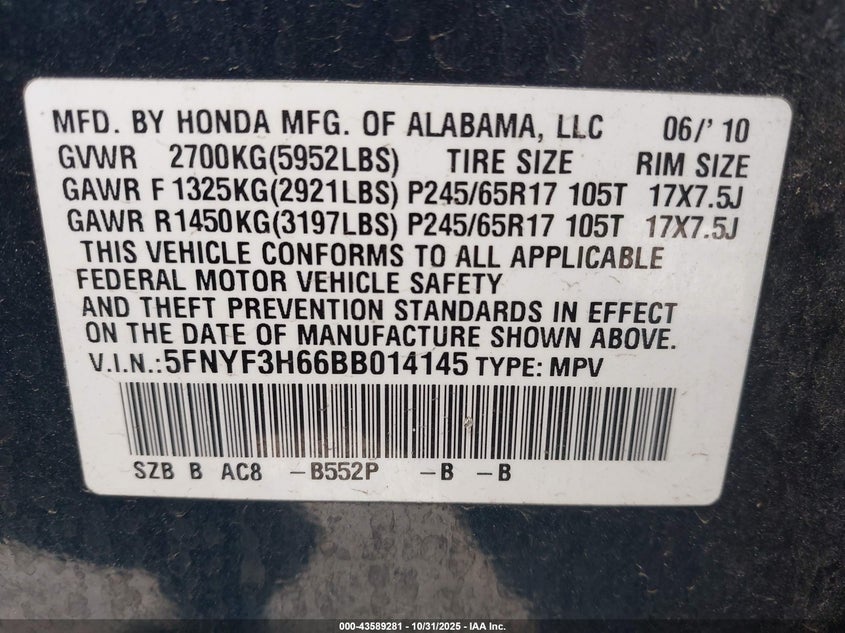 MFD. BY HONDA MFG. OF ALABAMA, LLC 06/' 10
GVWR 2700KG(5952LBS) TIRE SIZE RIM SIZE
GAWR F 1325KG(2921LBS) P245/65R17 105T 17X7.5J
GAWR R1450KG(3197LBS) P245/65R17 105T 17X7.5J
THIS VEHICLE CONFORMS TO ALL APPLICABLE
FEDERAL MOTOR VEHICLE SAFETY
AND THEFT PREVENTION STANDARDS IN EFFECT
ON THE DATE OF MANUFACTURE SHOWN ABOVE.
V.I.N.:5FNYF3H66BB014145 TYPE: MPV
SZB B AC8 -B552P -B -B
000-43589281 - 10/31/2025 - IAA Inc.